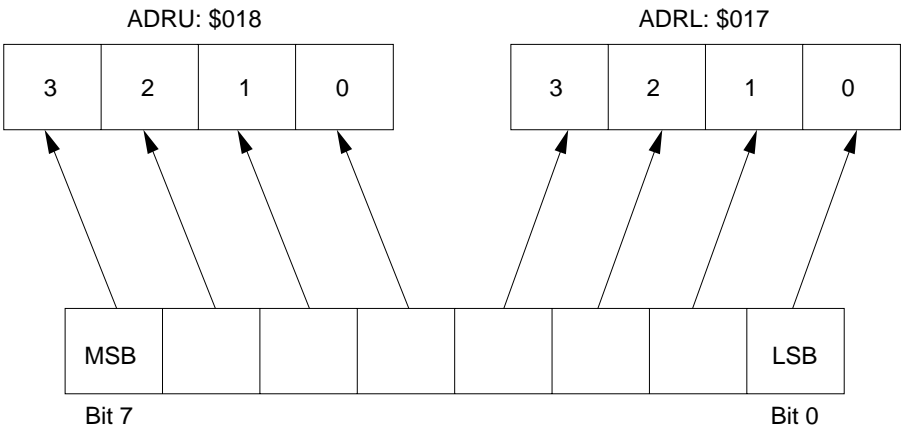 ADRU: $018 ADRL: $017
3 2 1 0 3 2 1 0
MSB LSB
Bit 7 Bit 0